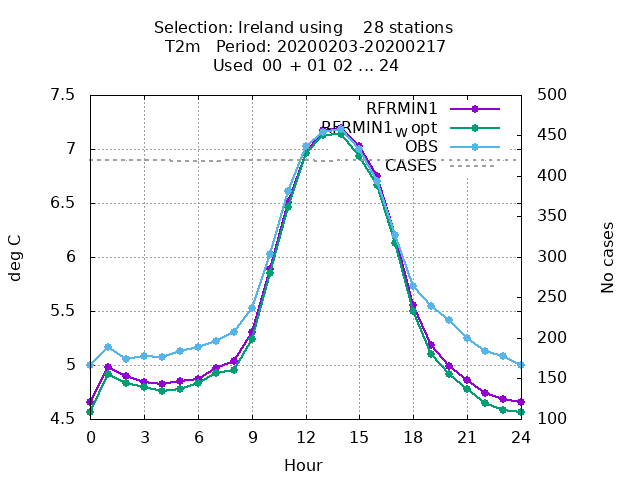 Selection: Ireland using    28 stations
T2m   Period: 20200203-20200217
Used  00  + 01 02 ... 24
7.5
7
6.5
6
5.5
5
4.5
500
450
400
350
300
250
200
150
100
RFRMIN1
RFRMIN1w opt
OBS
CASES
deg C
No cases
0
3
6
9
12
15
18
21
24
Hour